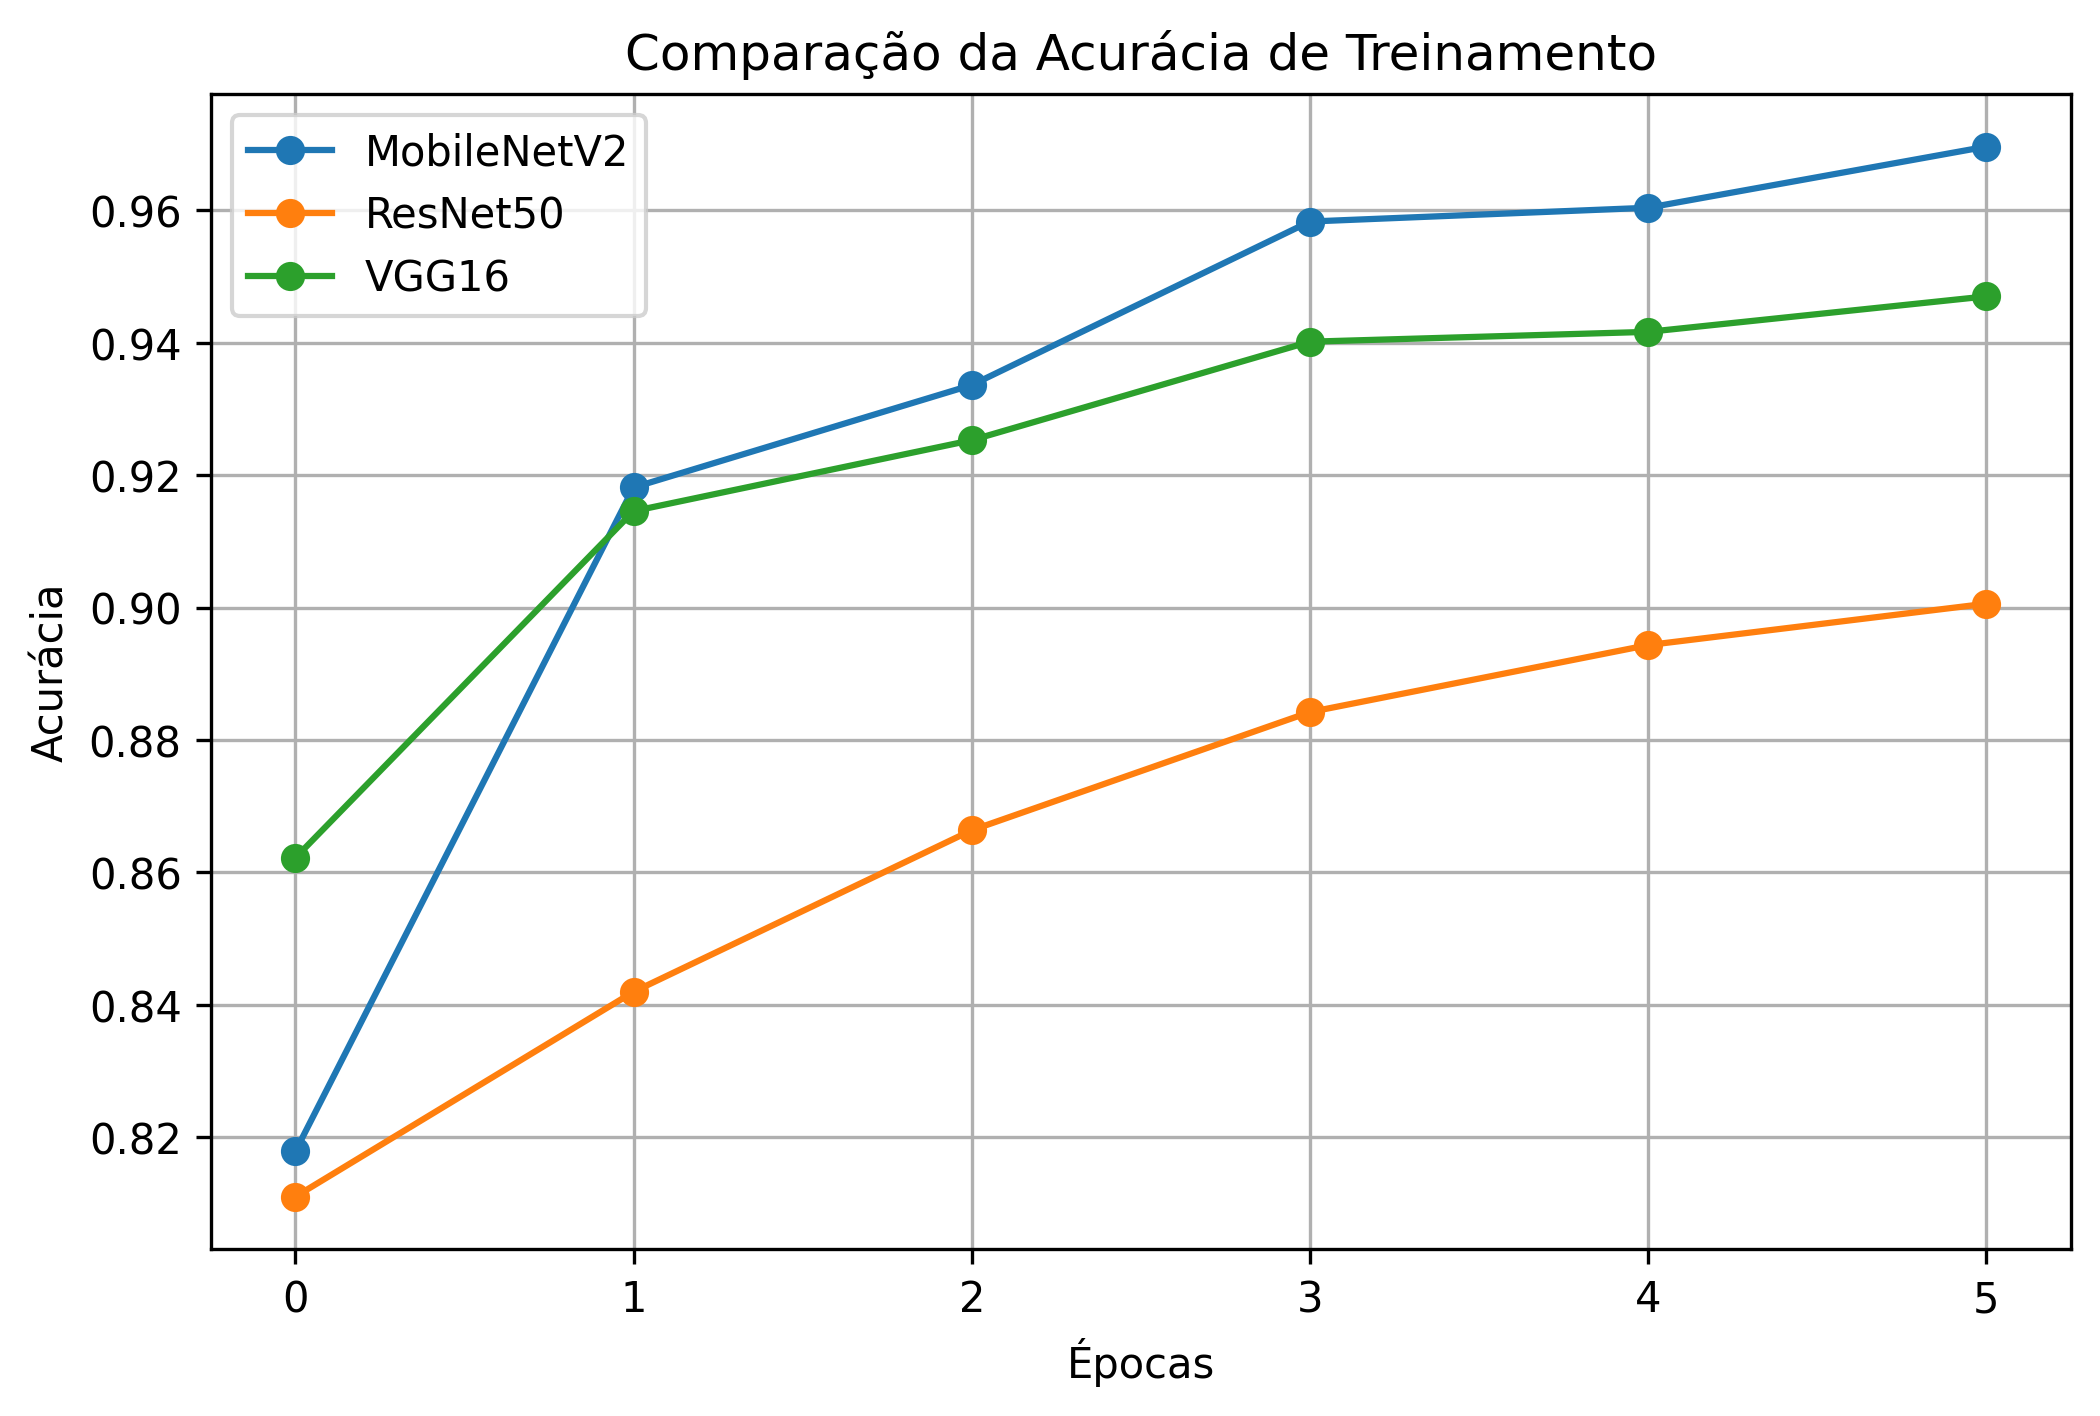 Comparação da Acurácia de Treinamento
MobileNetV2
ResNet50
VGG16
Acurácia
0.96
0.94
0.92
0.90
0.88
0.86
0.84
0.82
0 1 2 3 4 5
Épocas